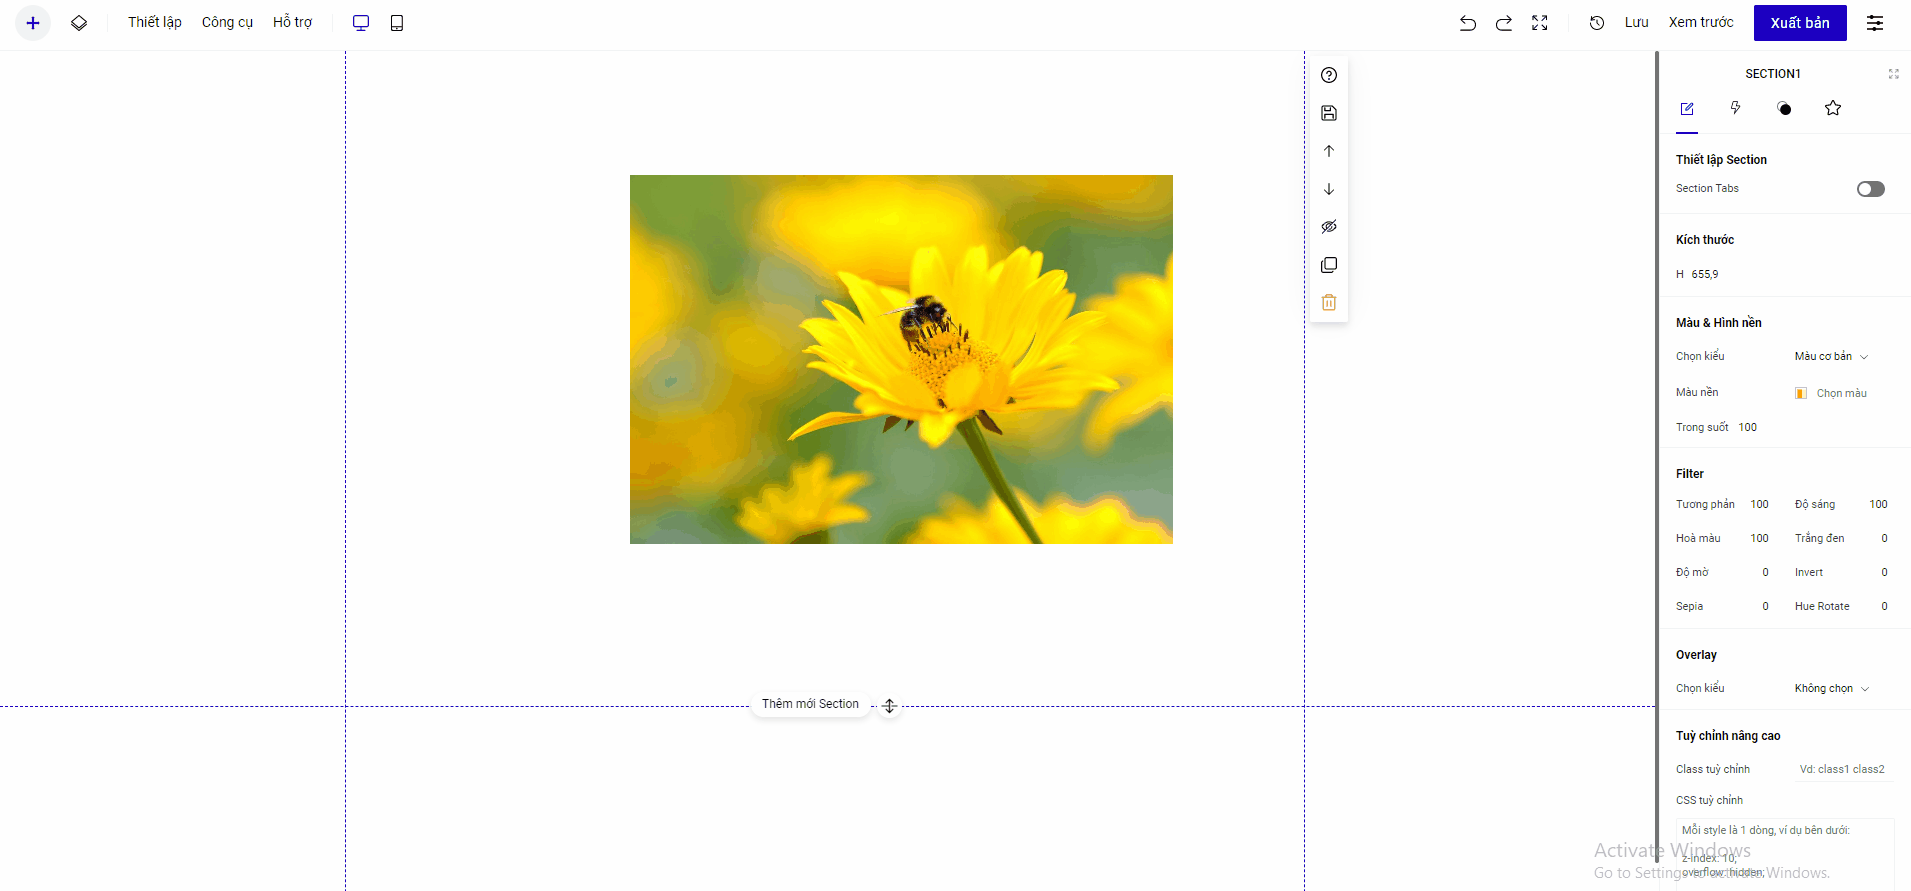 Thiết lập
Công cụ
Hỗ trợ
Lưu
Xem trước
Xuất bản
SECTION1
Thiết lập Section
Section Tabs
Kích thước
H 655,9
Màu & Hình nền
Chọn kiểu Màu cơ bản
Màu nền Chọn màu
Trong suốt 100
Filter
Tương phản 100 Độ sáng 100
Hoà màu 100 Trắng đen 0
Độ mờ 0 Invert 0
Sepia 0 Hue Rotate 0
Overlay
Chọn kiểu Không chọn
Thêm mới Section
Tuỳ chỉnh nâng cao
Class tuỳ chỉnh Vd: class1 class2
CSS tuỳ chỉnh
Mỗi style là 1 dòng, ví dụ bên dưới:
z-index: 10;
overflow: hidden;
Activate Windows
Go to Settings to activate Windows.